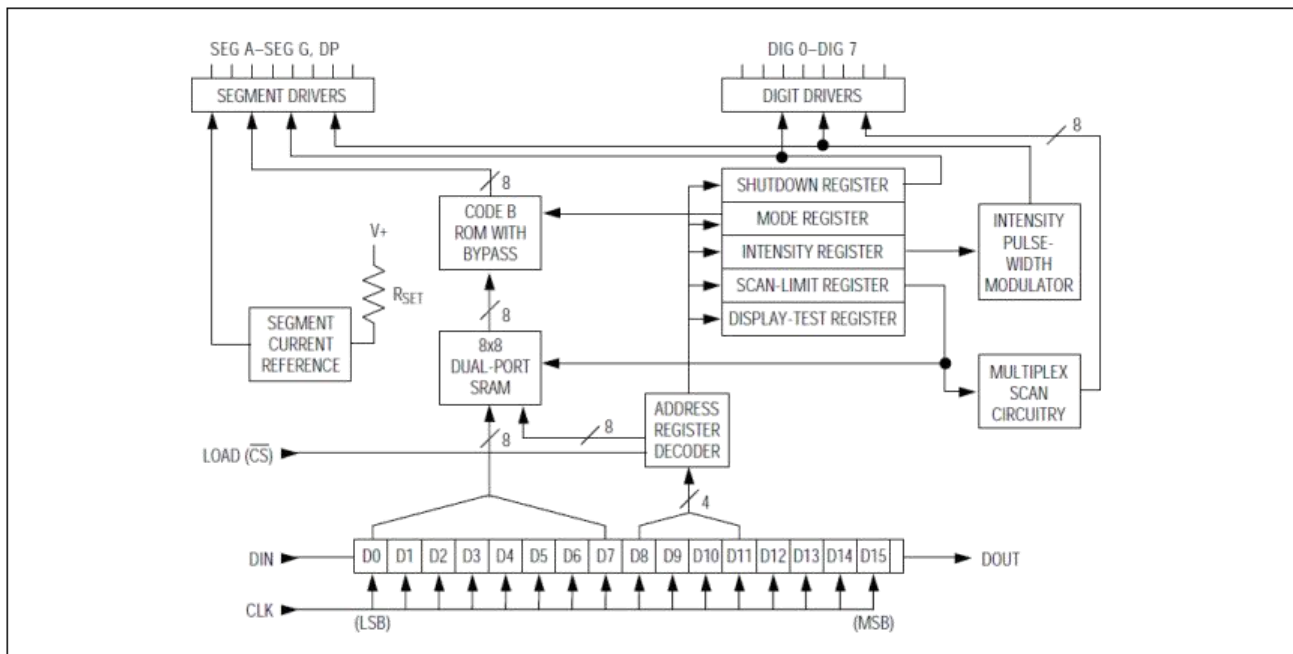 SEG A–SEG G, DP
SEGMENT DRIVERS
DIG 0–DIG 7
DIGIT DRIVERS
8
8
CODE B
ROM WITH
BYPASS
SHUTDOWN REGISTER
MODE REGISTER
INTENSITY REGISTER
SCAN-LIMIT REGISTER
DISPLAY-TEST REGISTER
INTENSITY
PULSE-
WIDTH
MODULATOR
V+
RSET
SEGMENT
CURRENT
REFERENCE
8
8x8
DUAL-PORT
SRAM
MULTIPLEX
SCAN
CIRCUITRY
ADDRESS
REGISTER
DECODER
8
8
LOAD (CS)
4
DIN
D0 D1 D2 D3 D4 D5 D6 D7 D8 D9 D10 D11 D12 D13 D14 D15
DOUT
CLK
(LSB)
(MSB)